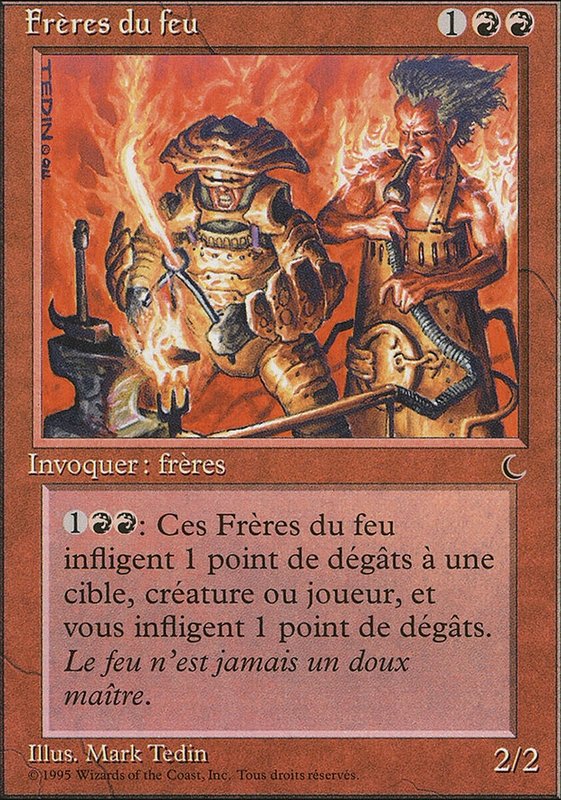 Frères du feu
1
TEDIN © 94
Invoquer : frères
1: Ces Frères du feu
infligent 1 point de dégâts à une
cible, créature ou joueur, et
vous infligent 1 point de dégâts.
Le feu n'est jamais un doux
maître.
Illus. Mark Tedin
2/2
©1995 Wizards of the Coast, Inc. Tous droits réservés.